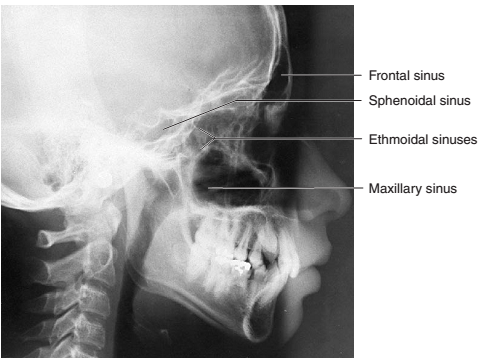 Frontal sinus
Sphenoidal sinus
Ethmoidal sinuses
Maxillary sinus